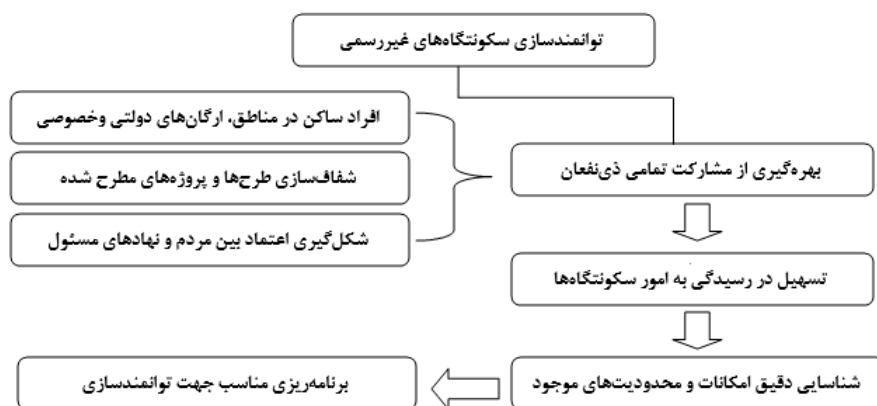 توانمندسازی سکونتگاه‌های غیررسمی
افراد ساکن در مناطق، ارگان‌های دولتی وخصوصی
شفاف‌سازی طرح‌ها و پروژه‌های مطرح شده
شکل‌گیری اعتماد بین مردم و نهادهای مسئول
بهره‌گیری از مشارکت تمامی ذی‌نفعان
تسهیل در رسیدگی به امور سکونتگاه‌ها
شناسایی دقیق امکانات و محدودیت‌های موجود
برنامه‌ریزی مناسب جهت توانمندسازی